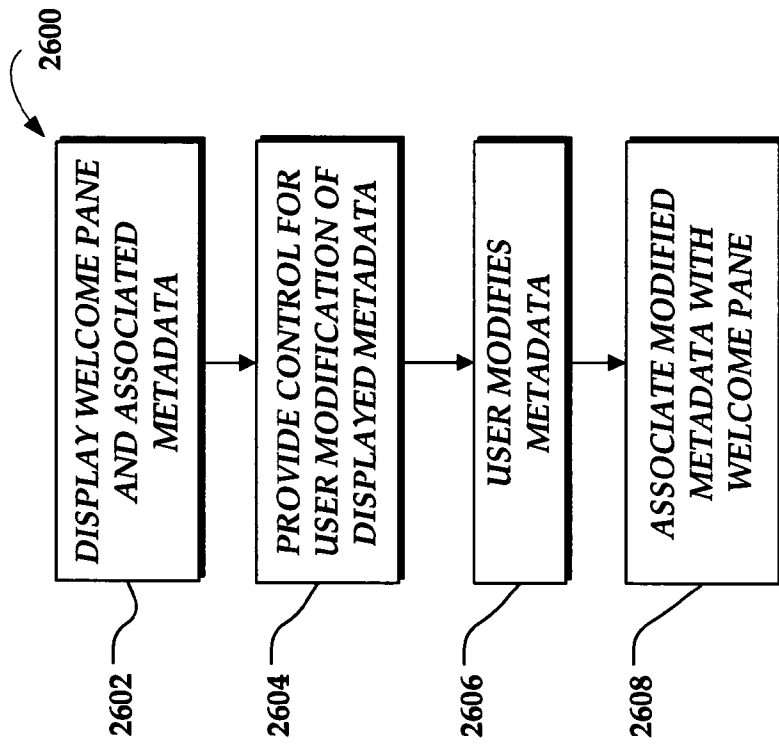 2600
DISPLAY WELCOME PANE
AND ASSOCIATED
METADATA
2602
PROVIDE CONTROL FOR
USER MODIFICATION OF
DISPLAYED METADATA
2604
USER MODIFIES
METADATA
2606
ASSOCIATE MODIFIED
METADATA WITH
WELCOME PANE
2608